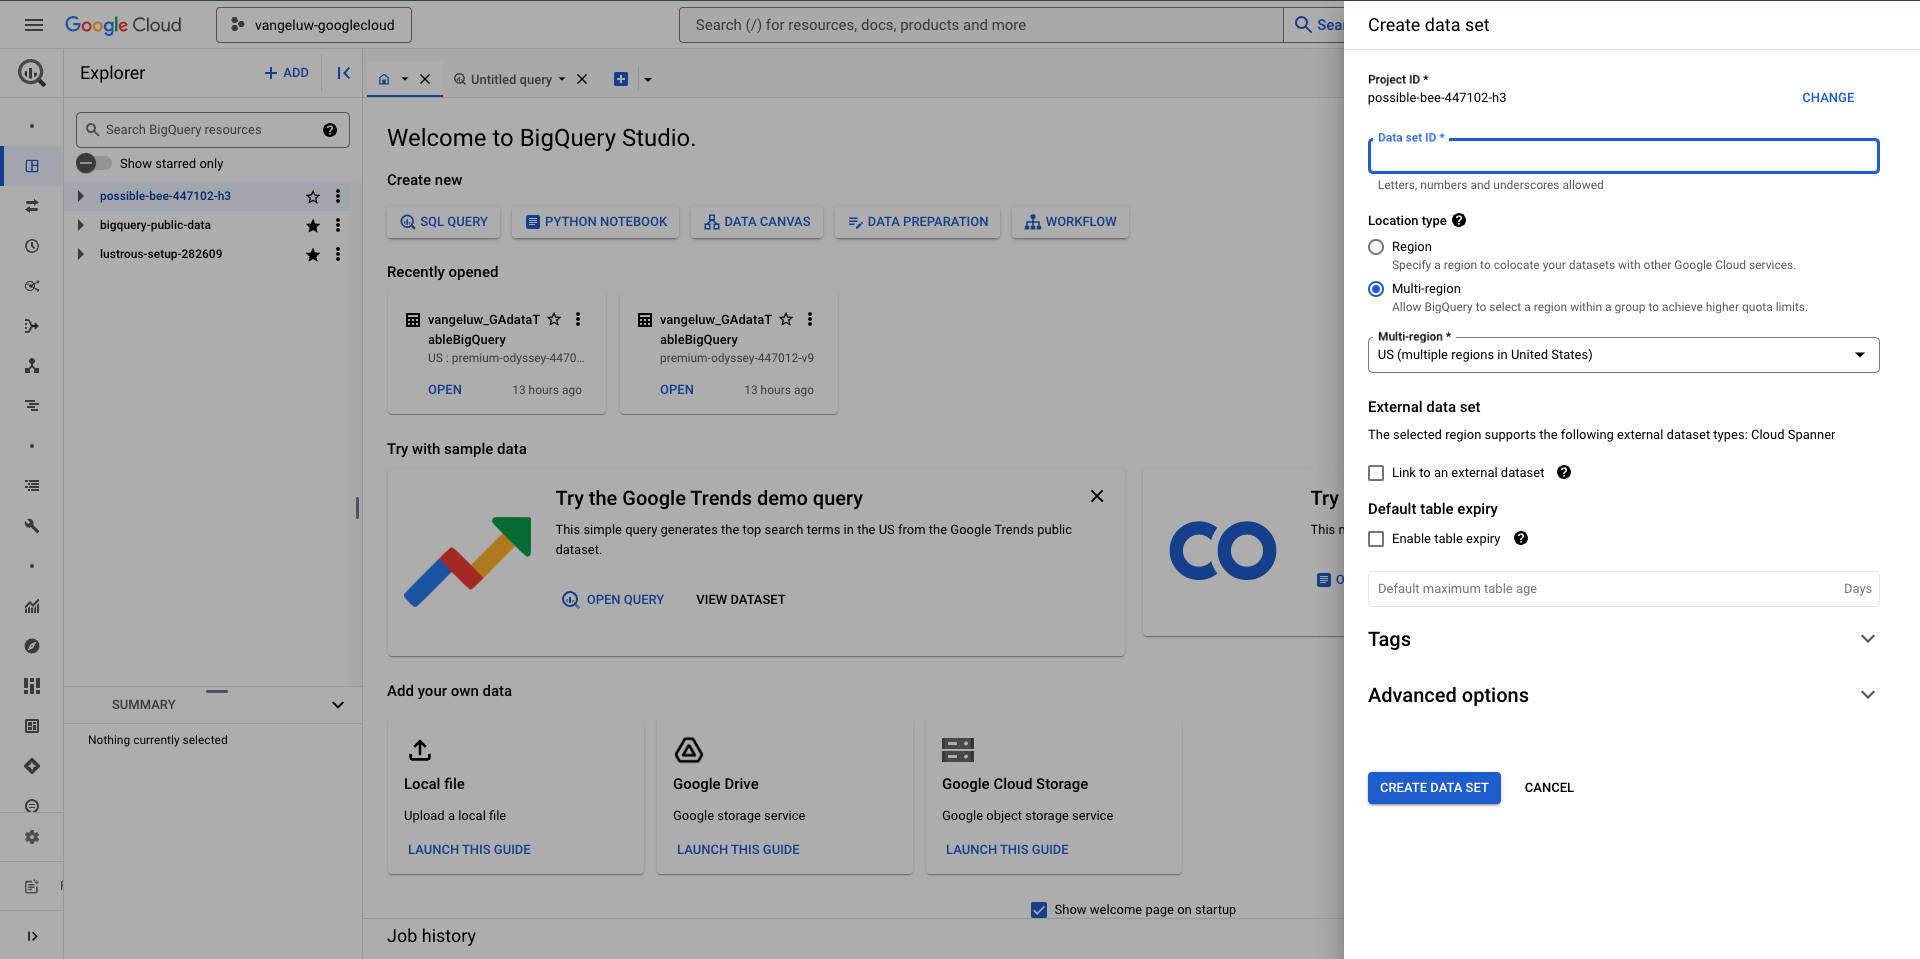 Google Cloud
vangeluw-googlecloud
Search (/) for resources, docs, products and more
Sear
Explorer
ADD
Untitled query
Search BigQuery resources
Show starred only
possible-bee-447102-h3
bigquery-public-data
lustrous-setup-282609
SUMMARY
Nothing currently selected
Welcome to BigQuery Studio.
Create new
SQL QUERY
PYTHON NOTEBOOK
DATA CANVAS
DATA PREPARATION
WORKFLOW
Recently opened
vangeluw_GAdataT
ableBigQuery
US : premium-odyssey-4470...
OPEN
13 hours ago
vangeluw_GAdataT
ableBigQuery
premium-odyssey-447012-v9
OPEN
13 hours ago
Try with sample data
Try the Google Trends demo query
This simple query generates the top search terms in the US from the Google Trends public
dataset.
OPEN QUERY
VIEW DATASET
Try
This n
O
Add your own data
Local file
Upload a local file
LAUNCH THIS GUIDE
Google Drive
Google storage service
LAUNCH THIS GUIDE
Google Cloud Storage
Google object storage service
LAUNCH THIS GUIDE
Show welcome page on startup
Job history
Create data set
Project ID *
possible-bee-447102-h3
CHANGE
Data set ID *
Letters, numbers and underscores allowed
Location type
Region
Specify a region to colocate your datasets with other Google Cloud services.
Multi-region
Allow BigQuery to select a region within a group to achieve higher quota limits.
Multi-region *
US (multiple regions in United States)
External data set
The selected region supports the following external dataset types: Cloud Spanner
Link to an external dataset
Default table expiry
Enable table expiry
Default maximum table age
Days
Tags
Advanced options
CREATE DATA SET
CANCEL